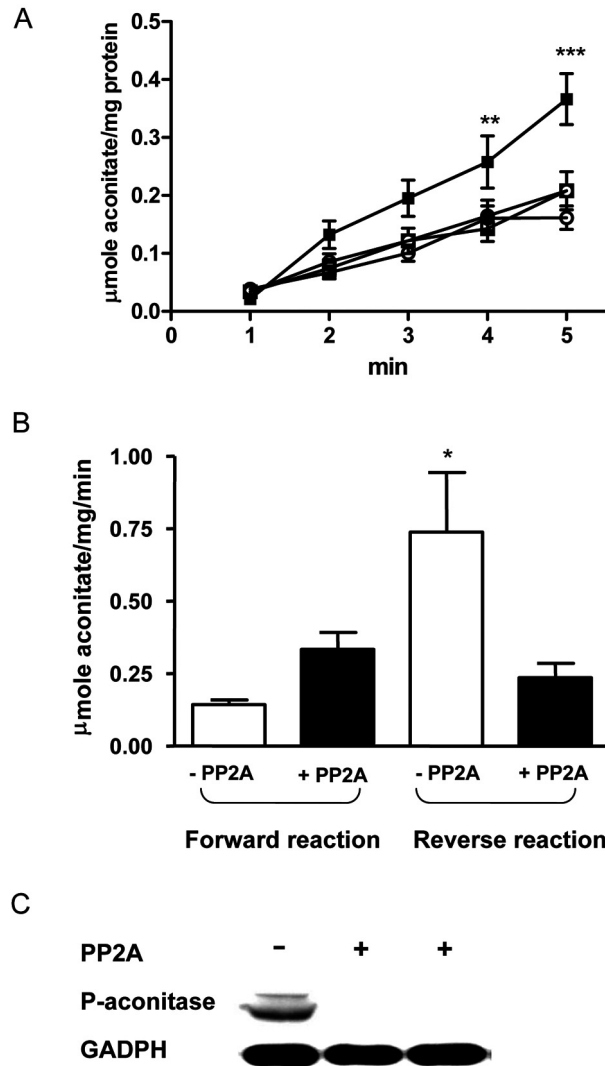 A
μmole aconitate/mg protein
0.5
0.4
0.3
0.2
0.1
0.0
**
***
0 1 2 3 4 5
min
B
μmole aconitate/mg/min
1.00
0.75
0.50
0.25
0.00
*
- PP2A + PP2A - PP2A + PP2A
Forward reaction Reverse reaction
C
PP2A - + +
P-aconitase
GADPH